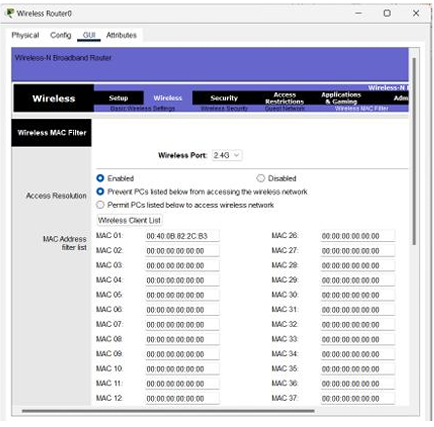 Wireless Router0
Physical Config GUI Attributes
Wireless-N Broadband Router
Wireless-N
Wireless Setup Wireless Security Access Restrictions Applications & Gaming Adm
Basic Wireless Settings Wireless Security Guest Network Wireless MAC Filter
Wireless MAC Filter
Wireless Port: 2.4G
Enabled Disabled
Access Resolution
Prevent PCs listed below from accessing the wireless network
Permit PCs listed below to access wireless network
Wireless Client List
MAC Address filter list
MAC 01: 00:40:0B:82:2C:B3 MAC 26: 00:00:00:00:00:00
MAC 02: 00:00:00:00:00:00 MAC 27: 00:00:00:00:00:00
MAC 03: 00:00:00:00:00:00 MAC 28: 00:00:00:00:00:00
MAC 04: 00:00:00:00:00:00 MAC 29: 00:00:00:00:00:00
MAC 05: 00:00:00:00:00:00 MAC 30: 00:00:00:00:00:00
MAC 06: 00:00:00:00:00:00 MAC 31: 00:00:00:00:00:00
MAC 07: 00:00:00:00:00:00 MAC 32: 00:00:00:00:00:00
MAC 08: 00:00:00:00:00:00 MAC 33: 00:00:00:00:00:00
MAC 09: 00:00:00:00:00:00 MAC 34: 00:00:00:00:00:00
MAC 10: 00:00:00:00:00:00 MAC 35: 00:00:00:00:00:00
MAC 11: 00:00:00:00:00:00 MAC 36: 00:00:00:00:00:00
MAC 12: 00:00:00:00:00:00 MAC 37: 00:00:00:00:00:00